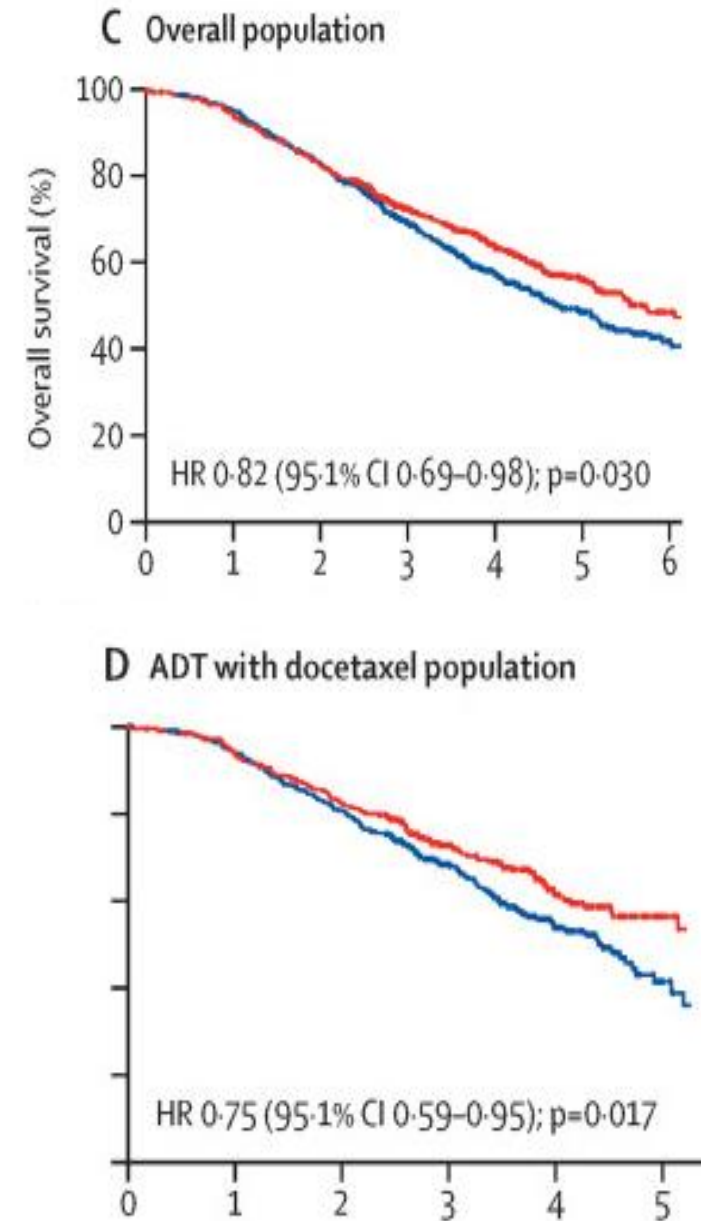 C Overall population
100
80
60
40
20
0
Overall survival (%)
HR 0·82 (95·1% CI 0·69–0·98); p=0·030
0 1 2 3 4 5 6
D ADT with docetaxel population
HR 0·75 (95·1% CI 0·59–0·95); p=0·017
0 1 2 3 4 5